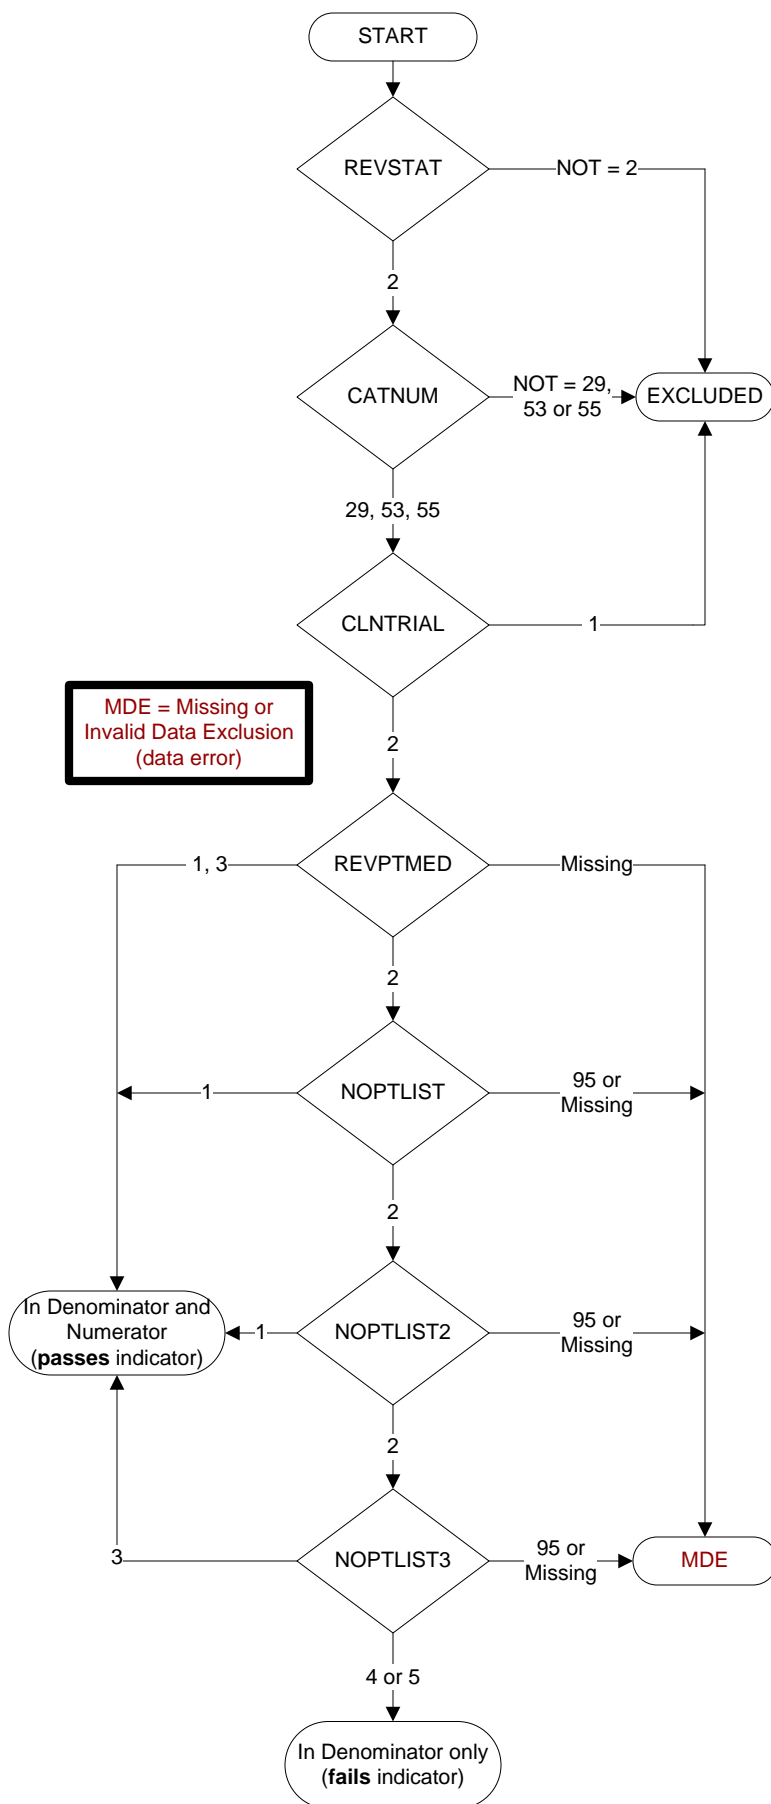 START
REVSTAT
NOT = 2
2
CATNUM
NOT = 29,
53 or 55
EXCLUDED
29, 53, 55
CLNTRIAL
1
MDE = Missing or
Invalid Data Exclusion
(data error)
2
1, 3
REVPTMED
Missing
2
1
NOPTLIST
95 or
Missing
2
In Denominator and
Numerator
(passes indicator)
1
NOPTLIST2
95 or
Missing
2
3
NOPTLIST3
95 or
Missing
MDE
4 or 5
In Denominator only
(fails indicator)